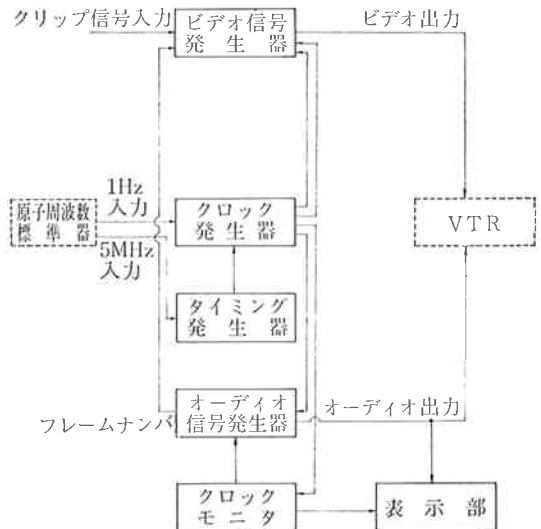 クリップ信号入力
ビデオ信号
発生器
ビデオ出力
1Hz
入力
原子周波数
標準器
5MHz
入力
クロック
発生器
VTR
タイミング
発生器
オーディオ
信号発生器
オーディオ出力
フレームナンバ
クロック
モニタ
表示部